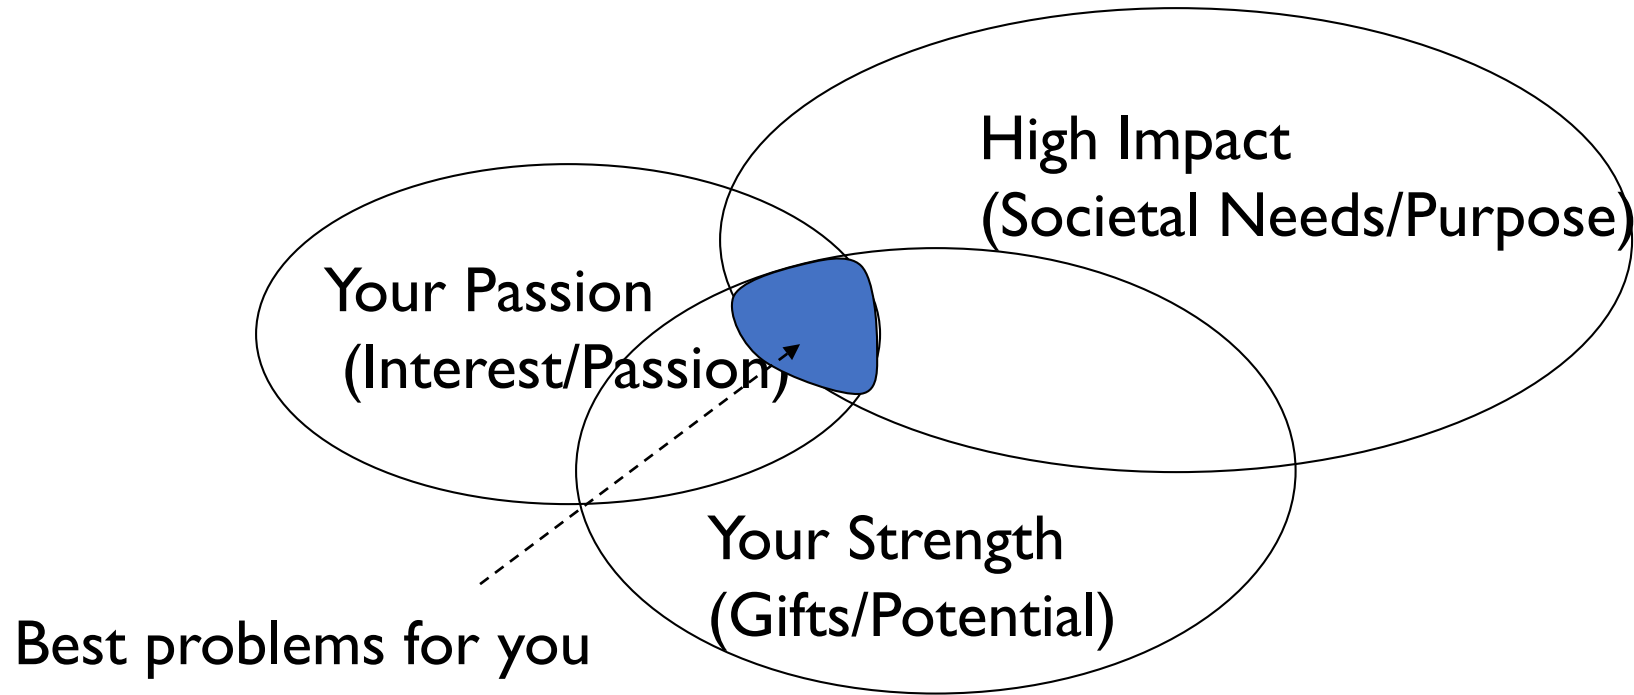 High Impact
(Societal Needs/Purpose)
Your Passion
(Interest/Passion)
Your Strength
(Gifts/Potential)
Best problems for you